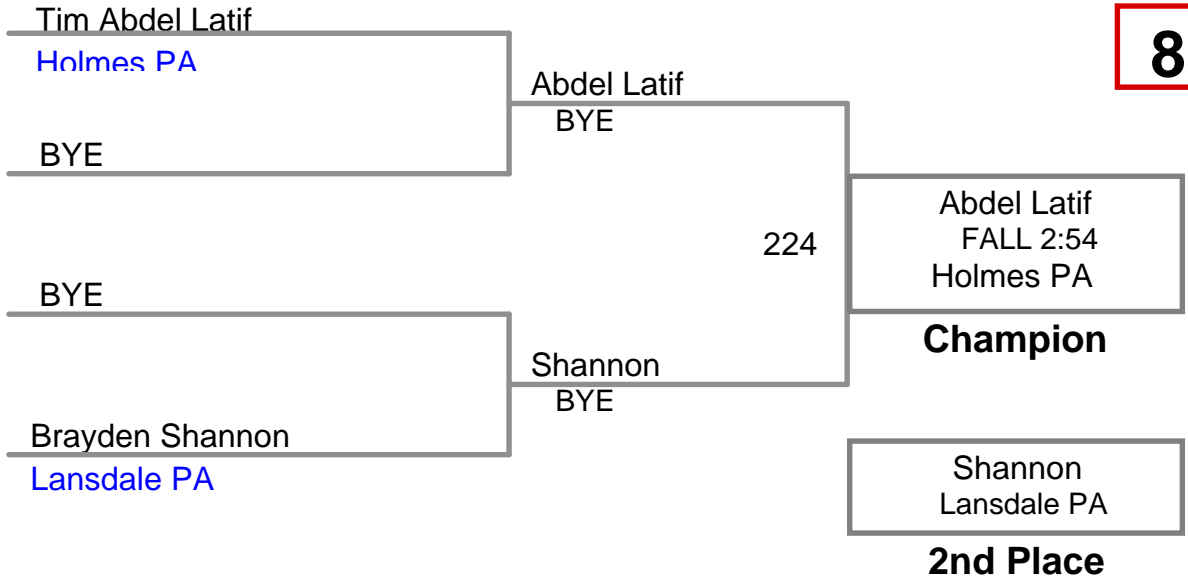 Tim Abdel Latif
Holmes PA
8
Abdel Latif
BYE
BYE
Abdel Latif
FALL 2:54
Holmes PA
224
BYE
Champion
Shannon
BYE
Brayden Shannon
Lansdale PA
Shannon
Lansdale PA
2nd Place